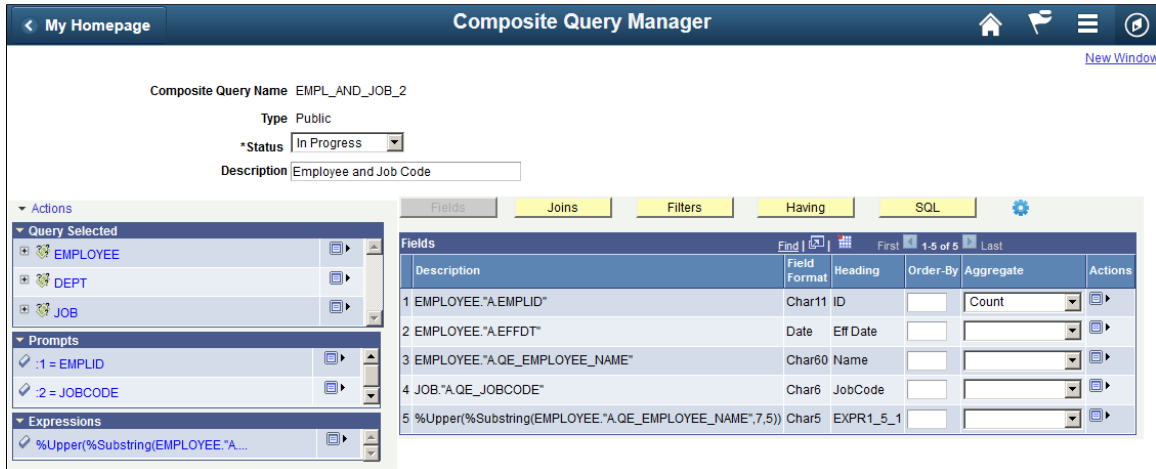 My Homepage
Composite Query Manager
New Window
Composite Query Name EMPL_AND_JOB_2
Type Public
*Status In Progress
Description Employee and Job Code
Actions
Query Selected
EMPLOYEE
DEPT
JOB
Prompts
:1 = EMPLID
:2 = JOBCODE
Expressions
%Upper(%Substring(EMPLOYEE."A....
Fields Joins Filters Having SQL
Fields Find | | First 1-5 of 5 Last
Description Field Format Heading Order-By Aggregate Actions
1 EMPLOYEE."A.EMPLID" Char11 ID Count
2 EMPLOYEE."A.EFFDT" Date Eff Date
3 EMPLOYEE."A.QE_EMPLOYEE_NAME" Char60 Name
4 JOB."A.QE_JOBCODE" Char6 JobCode
5 %Upper(%Substring(EMPLOYEE."A.QE_EMPLOYEE_NAME",7,5)) Char5 EXPR1_5_1